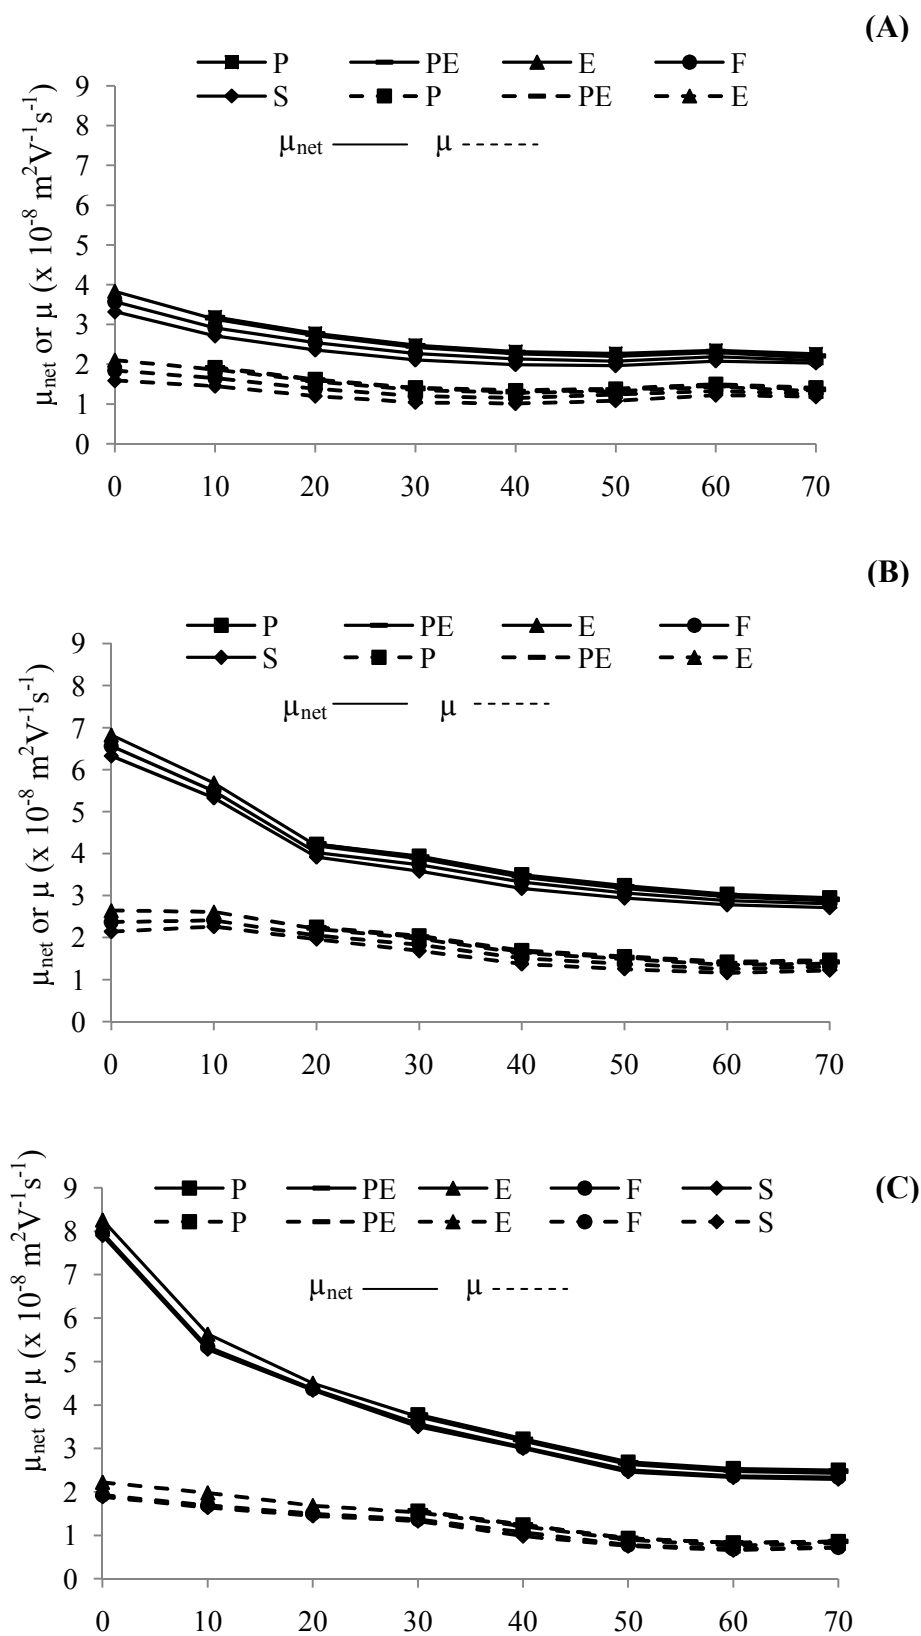 (A)
P PE E F
S P PE E
μnet μ
μnet or μ (x 10-8 m2V-1s-1)
9
8
7
6
5
4
3
2
1
0
0 10 20 30 40 50 60 70
(B)
P PE E F
S P PE E
μnet μ
μnet or μ (x 10-8 m2V-1s-1)
9
8
7
6
5
4
3
2
1
0
0 10 20 30 40 50 60 70
(C)
P PE E F S
P PE E F S
μnet μ
μnet or μ (x 10-8 m2V-1s-1)
9
8
7
6
5
4
3
2
1
0
0 10 20 30 40 50 60 70